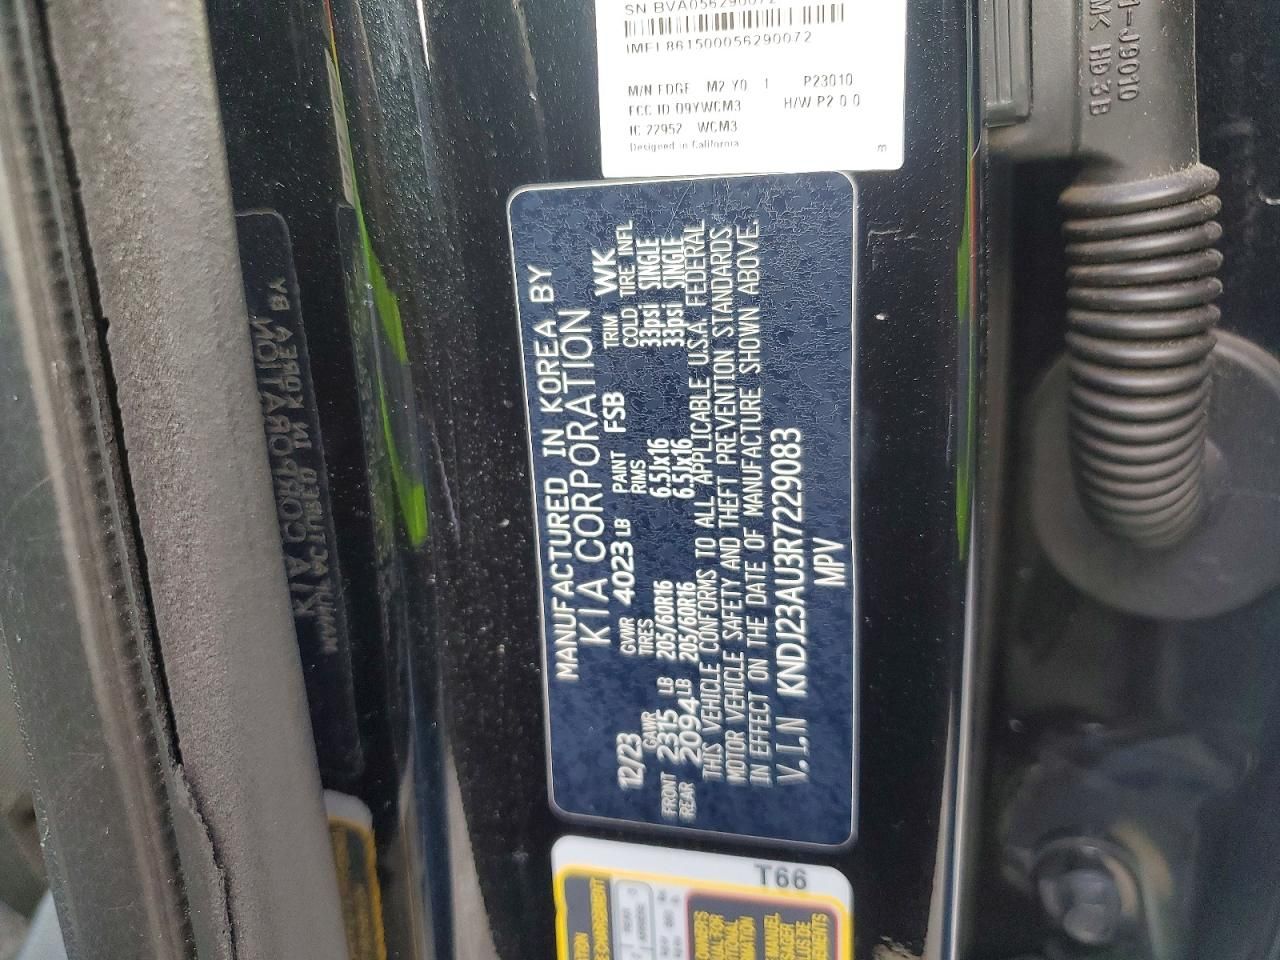 SN BVA056290072
IMEI 861500056290072
M/N EDGE M2 Y0 1 P23010
FCC ID 09YWCM3 H/W P2 0 0
IC 22952 WCM3
Designed in California
m
J9010
HD3B
MANUFACTURED IN KOREA BY
KIA CORPORATION
12/23 GVWR 4023 LB PAINT FSB TRIM WK
GAWR TIRES RIMS COLD TIRE INFL
FRONT 2315 LB 205/60R16 6.5Jx16 33psi SINGLE
REAR 2094 LB 205/60R16 6.5Jx16 33psi SINGLE
THIS VEHICLE CONFORMS TO ALL APPLICABLE U.S.A. FEDERAL
MOTOR VEHICLE SAFETY AND THEFT PREVENTION STANDARDS
IN EFFECT ON THE DATE OF MANUFACTURE SHOWN ABOVE.
V.I.N KNDJ23AU3R7229083
MPV
T66